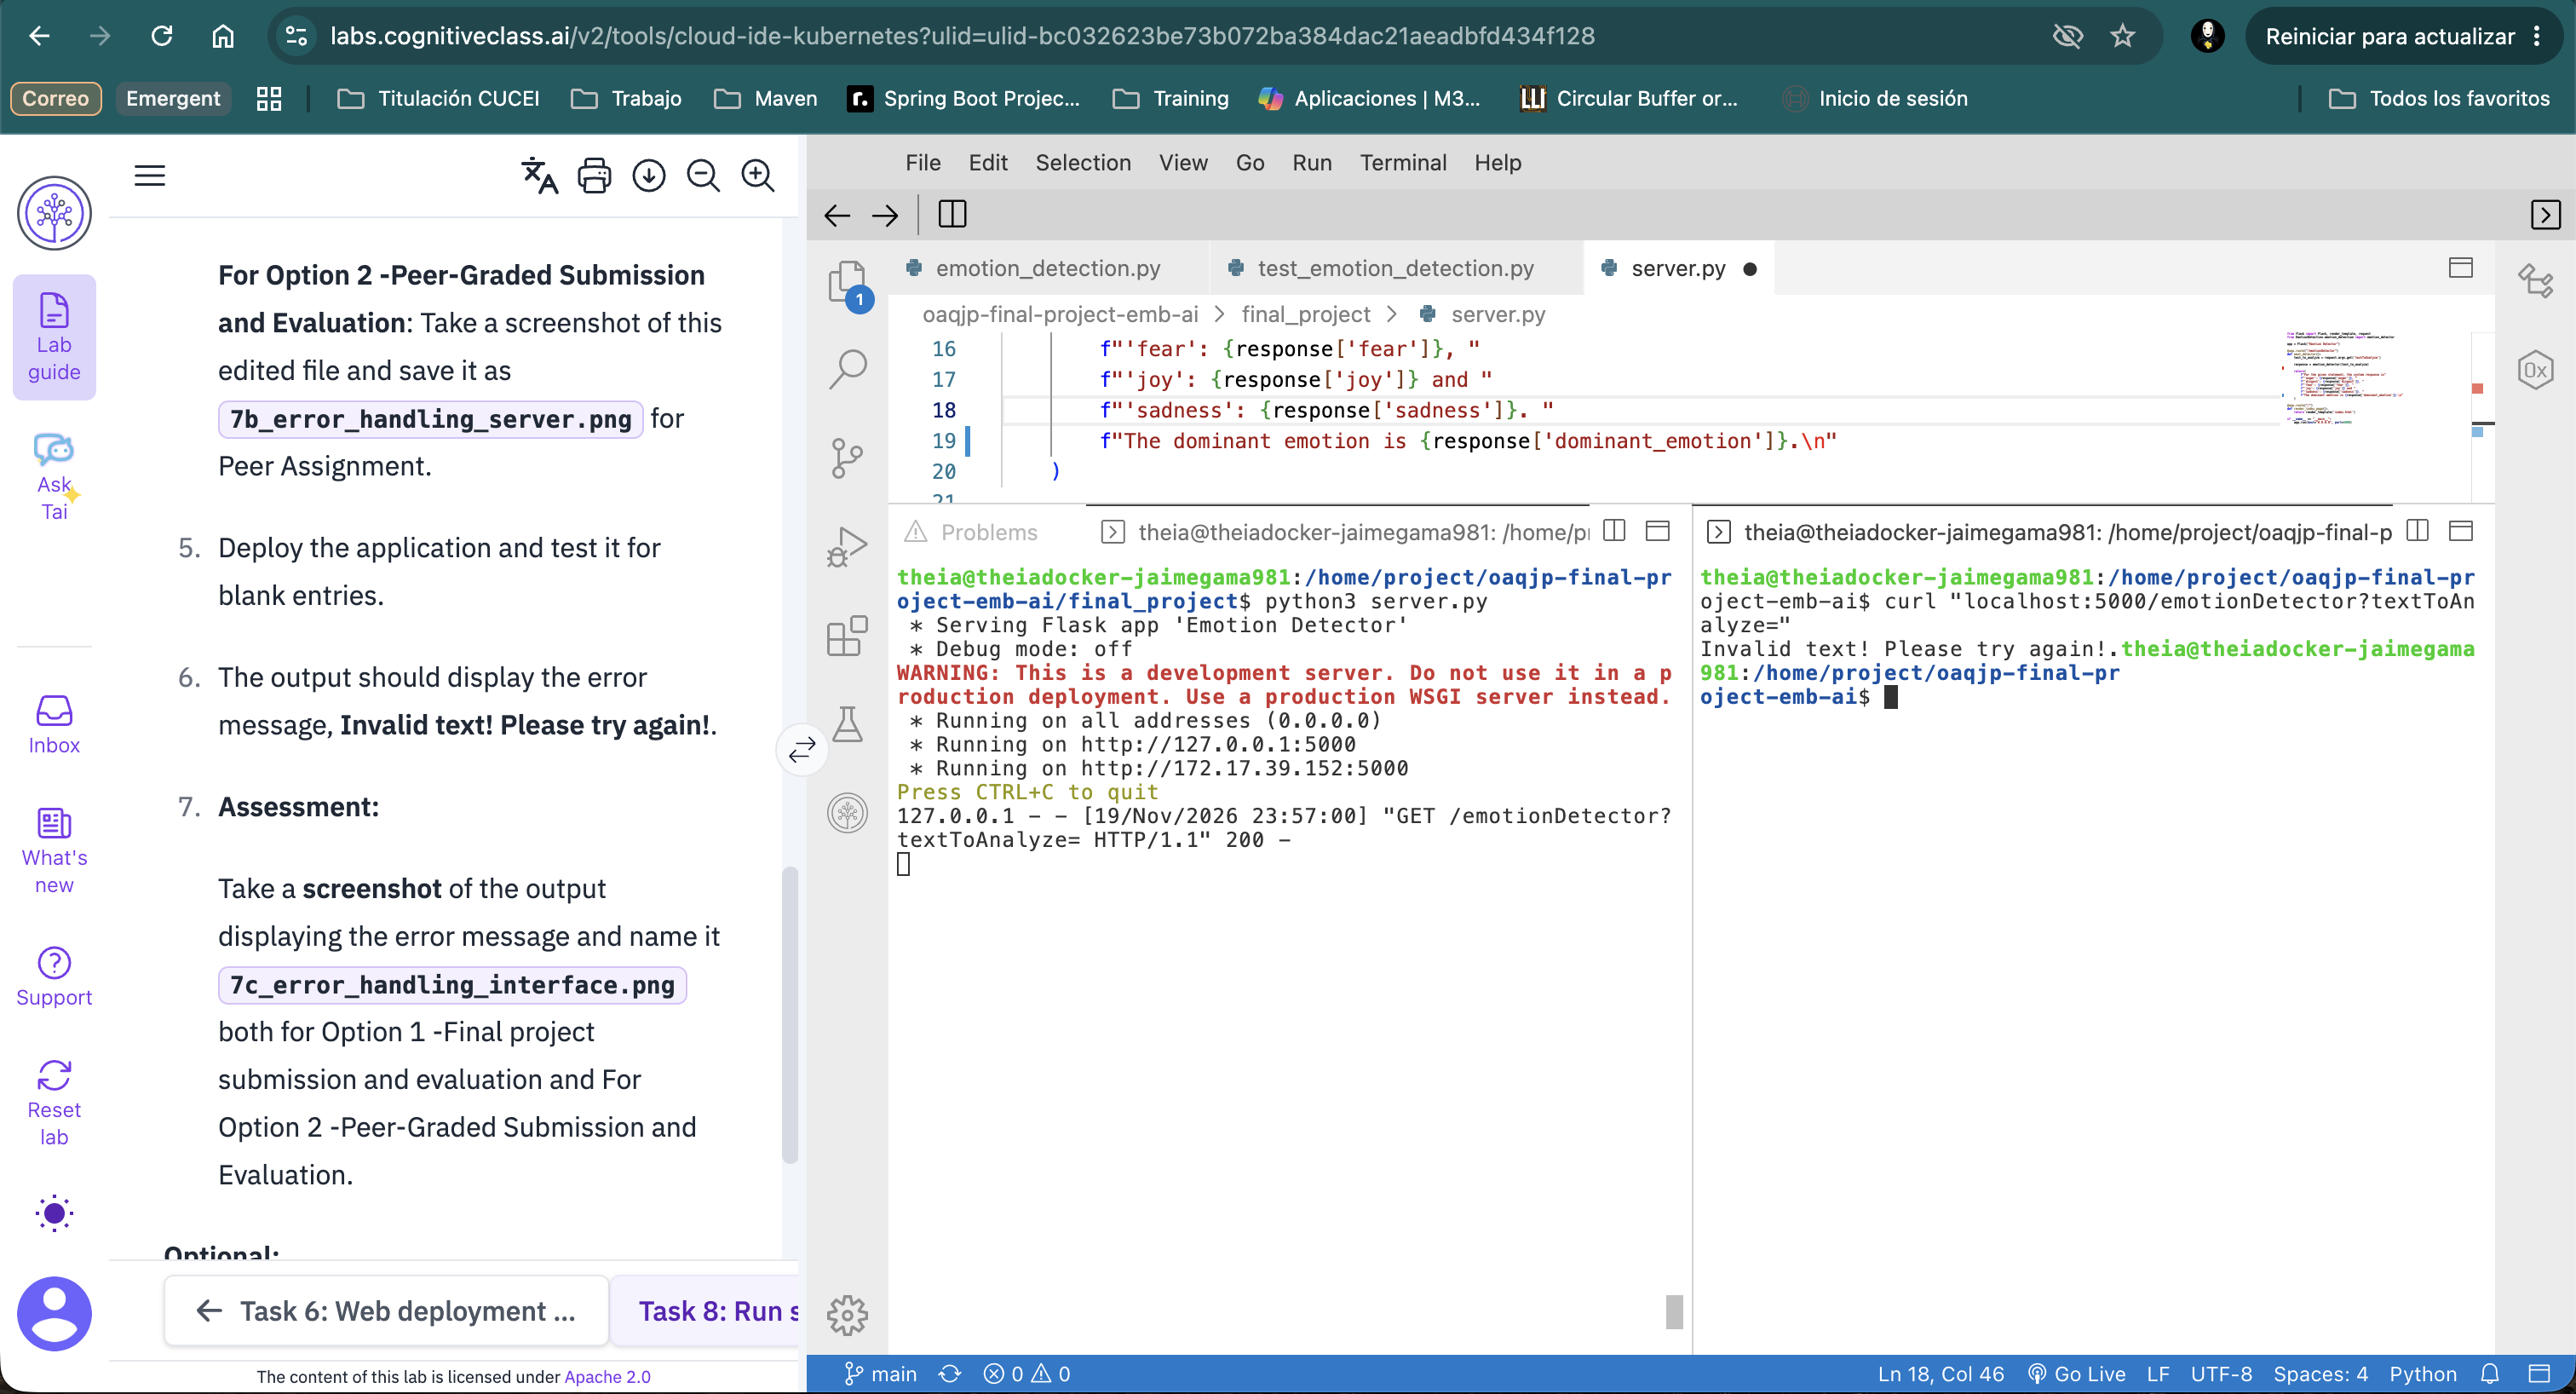 labs.cognitiveclass.ai/v2/tools/cloud-ide-kubernetes?ulid=ulid-bc032623be73b072ba384dac21aeadbfd434f128
Reiniciar para actualizar
Correo
Emergent
Titulación CUCEI
Trabajo
Maven
Spring Boot Projec...
Training
Aplicaciones | M3...
Circular Buffer or...
Inicio de sesión
Todos los favoritos
Lab
guide
Ask
Tai
Inbox
What's
new
Support
Reset
lab
For Option 2 -Peer-Graded Submission
and Evaluation: Take a screenshot of this
edited file and save it as
7b_error_handling_server.png for
Peer Assignment.
5. Deploy the application and test it for
blank entries.
6. The output should display the error
message, Invalid text! Please try again!.
7. Assessment:
Take a screenshot of the output
displaying the error message and name it
7c_error_handling_interface.png
both for Option 1 -Final project
submission and evaluation and For
Option 2 -Peer-Graded Submission and
Evaluation.
Optional:
Task 6: Web deployment ...
Task 8: Run s
The content of this lab is licensed under Apache 2.0
File Edit Selection View Go Run Terminal Help
1
emotion_detection.py
test_emotion_detection.py
server.py
oaqjp-final-project-emb-ai > final_project > server.py
16 f"'fear': {response['fear']}, "
17 f"'joy': {response['joy']} and "
18 f"'sadness': {response['sadness']}. "
19 f"The dominant emotion is {response['dominant_emotion']}.\n"
20 )
21
Problems
theia@theiadocker-jaimegama981: /home/pr
theia@theiadocker-jaimegama981:/home/project/oaqjp-final-pr
oject-emb-ai/final_project$ python3 server.py
* Serving Flask app 'Emotion Detector'
* Debug mode: off
WARNING: This is a development server. Do not use it in a p
roduction deployment. Use a production WSGI server instead.
* Running on all addresses (0.0.0.0)
* Running on http://127.0.0.1:5000
* Running on http://172.17.39.152:5000
Press CTRL+C to quit
127.0.0.1 - - [19/Nov/2026 23:57:00] "GET /emotionDetector?
textToAnalyze= HTTP/1.1" 200 -
theia@theiadocker-jaimegama981: /home/project/oaqjp-final-p
theia@theiadocker-jaimegama981:/home/project/oaqjp-final-pr
oject-emb-ai$ curl "localhost:5000/emotionDetector?textToAn
alyze="
Invalid text! Please try again!.theia@theiadocker-jaimegama
981:/home/project/oaqjp-final-pr
oject-emb-ai$
main
0
0
Ln 18, Col 46
Go Live
LF
UTF-8
Spaces: 4
Python